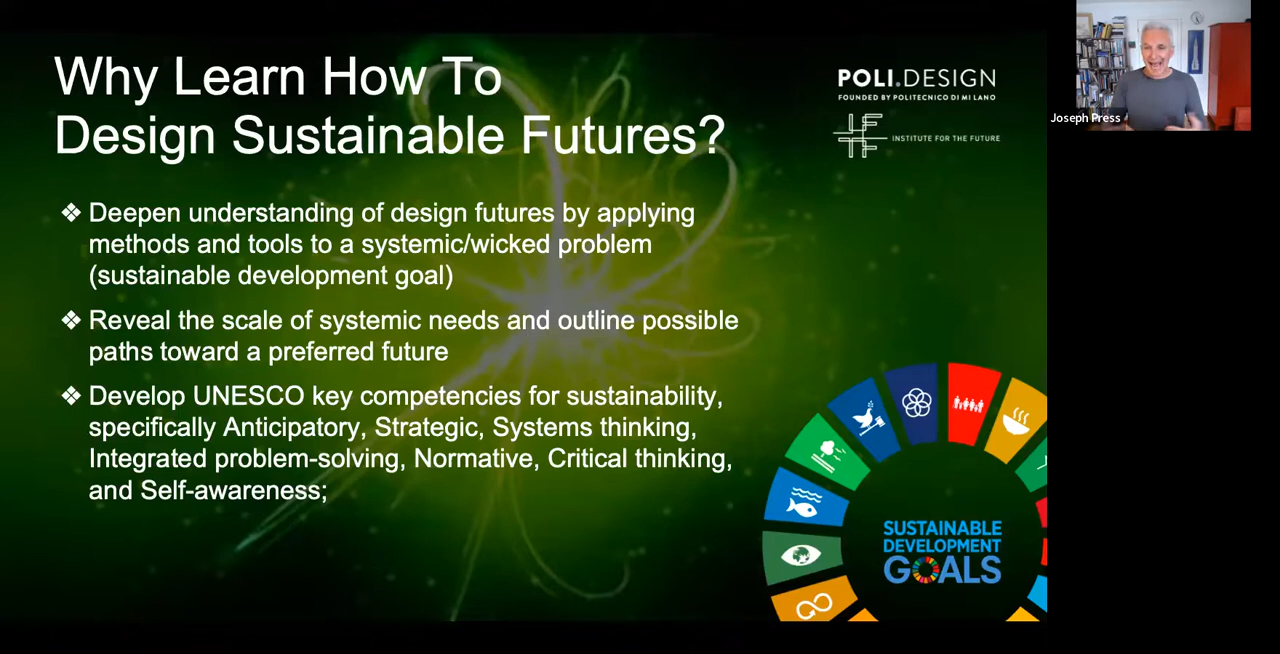 Why Learn How To
Design Sustainable Futures?
❖ Deepen understanding of design futures by applying
methods and tools to a systemic/wicked problem
(sustainable development goal)
❖ Reveal the scale of systemic needs and outline possible
paths toward a preferred future
❖ Develop UNESCO key competencies for sustainability,
specifically Anticipatory, Strategic, Systems thinking,
Integrated problem-solving, Normative, Critical thinking,
and Self-awareness;
POLI.DESIGN
FOUNDED BY POLITECNICO DI MILANO
INSTITUTE FOR THE FUTURE
Joseph Press
SUSTAINABLE
DEVELOPMENT
GOALS